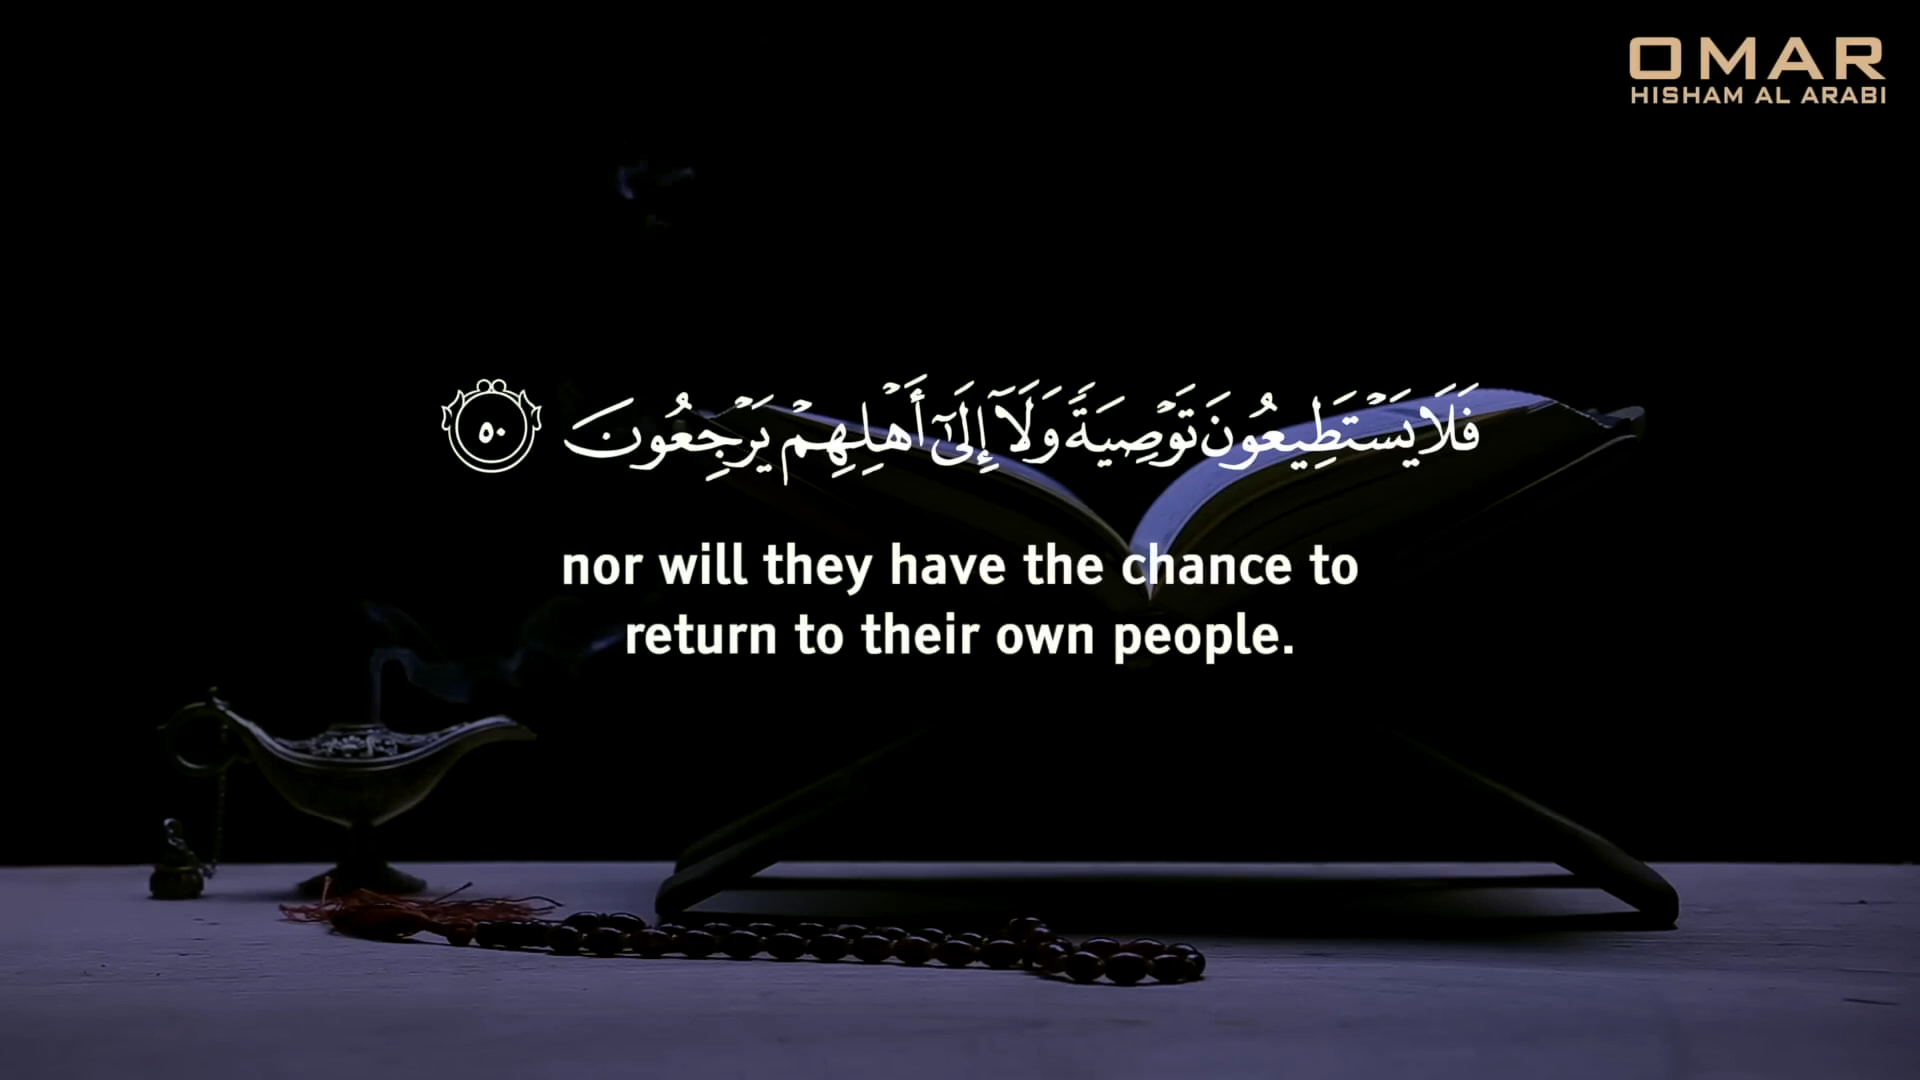 OMAR
HISHAM AL ARABI
فَلَا يَسۡتَطِيعُونَ تَوۡصِيَةٗ وَلَآ إِلَىٰٓ أَهۡلِهِمۡ يَرۡجِعُونَ ٥٠
nor will they have the chance to
return to their own people.